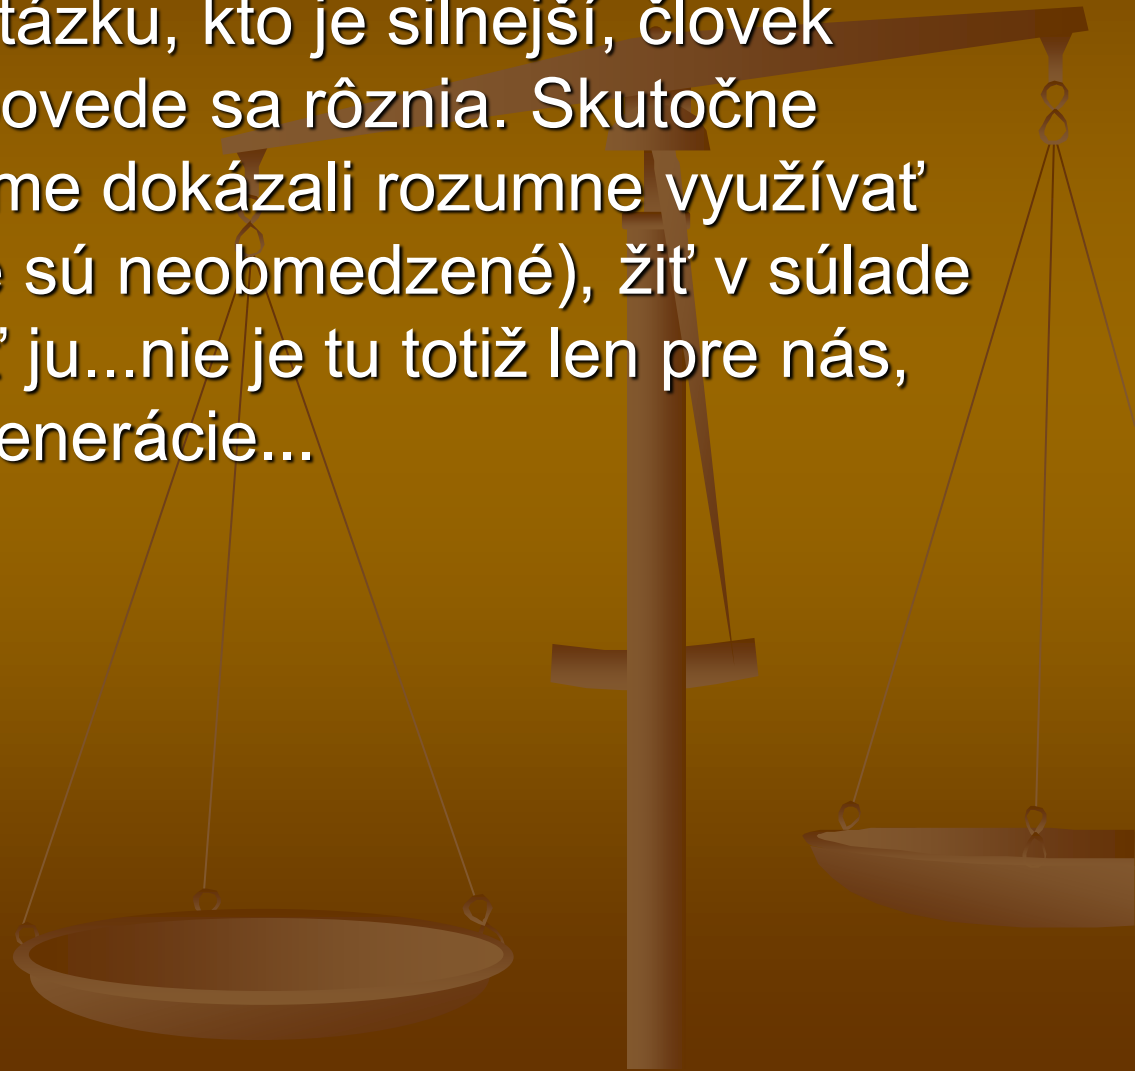 tázku, kto je silnejší, človek
ovede sa rôznia. Skutočne
me dokázali rozumne využívať
sú neobmedzené), žiť v súlade
ju...nie je tu totiž len pre nás,
enerácie...